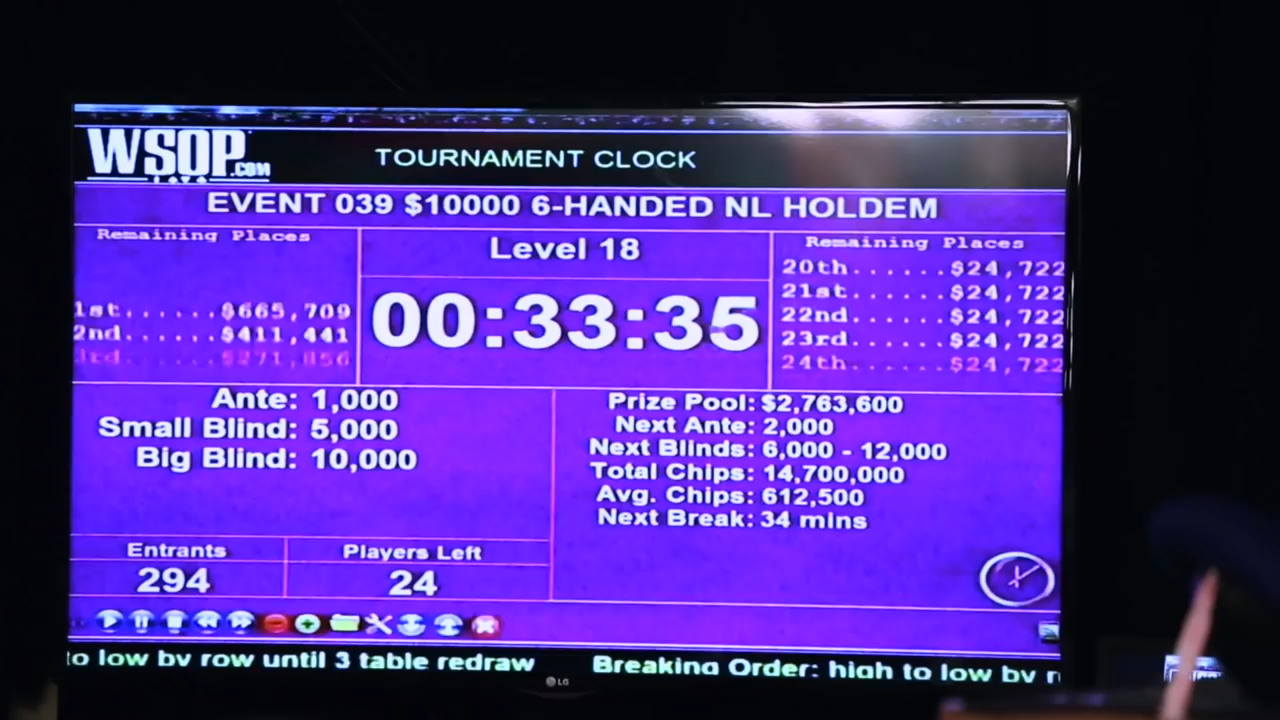 WSOP.COM
TOURNAMENT CLOCK
EVENT 039 $10000 6-HANDED NL HOLDEM
Remaining Places
1st......$665,709
2nd......$411,441
3rd......$271,856
Level 18
00:33:35
Remaining Places
20th......$24,722
21st......$24,722
22nd......$24,722
23rd......$24,722
24th......$24,722
Ante: 1,000
Small Blind: 5,000
Big Blind: 10,000
Prize Pool: $2,763,600
Next Ante: 2,000
Next Blinds: 6,000 - 12,000
Total Chips: 14,700,000
Avg. Chips: 612,500
Next Break: 34 mins
Entrants
294
Players Left
24
to low by row until 3 table redraw Breaking Order: high to low by r
LG